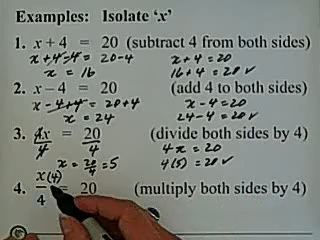 Examples: Isolate 'x'
1. x + 4 = 20 (subtract 4 from both sides)
x + 4 - 4 = 20 - 4   x + 4 = 20
x = 16   16 + 4 = 20 ✓
2. x – 4 = 20 (add 4 to both sides)
x - 4 + 4 = 20 + 4   x - 4 = 20
x = 24   24 - 4 = 20 ✓
3. 4x/4 = 20/4 (divide both sides by 4)
4x = 20
x = 20/4 = 5   4(5) = 20 ✓
4. x(4)/4 = 20 (multiply both sides by 4)